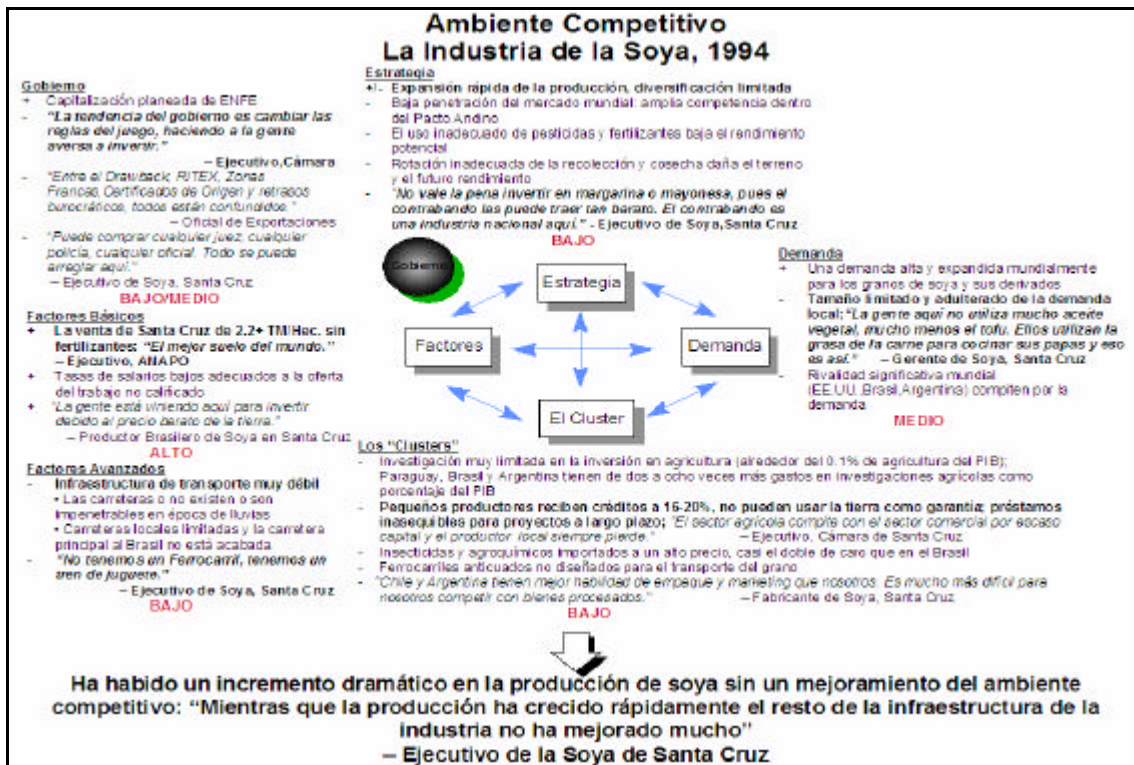 Ambiente Competitivo
La Industria de la Soya, 1994
Gobierno
+ Capitalización planeada de ENFE
- "La tendencia del gobierno es cambiar las
reglas del juego, haciendo a la gente
aversa a invertir."
– Ejecutivo, Cámara
- "Entre el Drawback, RITEX, Zonas
Francas, Certificados de Origen y retrasos
burocráticos, todos están confundidos."
– Oficial de Exportaciones
- "Puede comprar cualquier juez, cualquier
policía, cualquier oficial. Todo se puede
arreglar aquí."
– Ejecutivo de Soya, Santa Cruz
BAJO/MEDIO
Factores Básicos
+ La venta de Santa Cruz de 2.2+ TM/Hec. sin
fertilizantes: "El mejor suelo del mundo."
– Ejecutivo, ANAPO
+ Tasas de salarios bajos adecuados a la oferta
del trabajo no calificado
+ "La gente está viniendo aquí para invertir
debido al precio barato de la tierra."
– Productor Brasilero de Soya en Santa Cruz
ALTO
Factores Avanzados
- Infraestructura de transporte muy débil
• Las carreteras o no existen o son
impenetrables en época de lluvias
• Carreteras locales limitadas y la carretera
principal al Brasil no está acabada
- "No tenemos un Ferrocarril, tenemos un
tren de juguete."
– Ejecutivo de Soya, Santa Cruz
BAJO
Estrategia
+/- Expansión rápida de la producción, diversificación limitada
- Baja penetración del mercado mundial: amplia competencia dentro
del Pacto Andino
- El uso inadecuado de pesticidas y fertilizantes baja el rendimiento
potencial
- Rotación inadecuada de la recolección y cosecha daña el terreno
y el futuro rendimiento
- "No vale la pena invertir en margarina o mayonesa, pues el
contrabando las puede traer tan barato. El contrabando es
una industria nacional aquí." - Ejecutivo de Soya, Santa Cruz
BAJO
Gobierno
Estrategia
Factores
Demanda
El Cluster
Demanda
+ Una demanda alta y expandida mundialmente
para los granos de soya y sus derivados
- Tamaño limitado y adulterado de la demanda
local; "La gente aquí no utiliza mucho aceite
vegetal, mucho menos el tofu. Ellos utilizan la
grasa de la carne para cocinar sus papas y eso
es así." – Gerente de Soya, Santa Cruz
- Rivalidad significativa mundial
(EE.UU.,Brasil,Argentina) compiten por la
demanda
MEDIO
Los "Clusters"
- Investigación muy limitada en la inversión en agricultura (alrededor del 0.1% de agricultura del PIB);
Paraguay, Brasil y Argentina tienen de dos a ocho veces más gastos en investigaciones agrícolas como
porcentaje del PIB
- Pequeños productores reciben créditos a 16-20%, no pueden usar la tierra como garantía; préstamos
inasequibles para proyectos a largo plazo; "El sector agrícola compite con el sector comercial por escaso
capital y el productor local siempre pierde." – Ejecutivo, Cámara de Santa Cruz
- Insecticidas y agroquímicos importados a un alto precio, casi el doble de caro que en el Brasil
- Ferrocarriles anticuados no diseñados para el transporte del grano
- "Chile y Argentina tienen mejor habilidad de empaque y marketing que nosotros. Es mucho más difícil para
nosotros competir con bienes procesados." – Fabricante de Soya, Santa Cruz
BAJO
Ha habido un incremento dramático en la producción de soya sin un mejoramiento del ambiente
competitivo: "Mientras que la producción ha crecido rápidamente el resto de la infraestructura de la
industria no ha mejorado mucho"
– Ejecutivo de la Soya de Santa Cruz